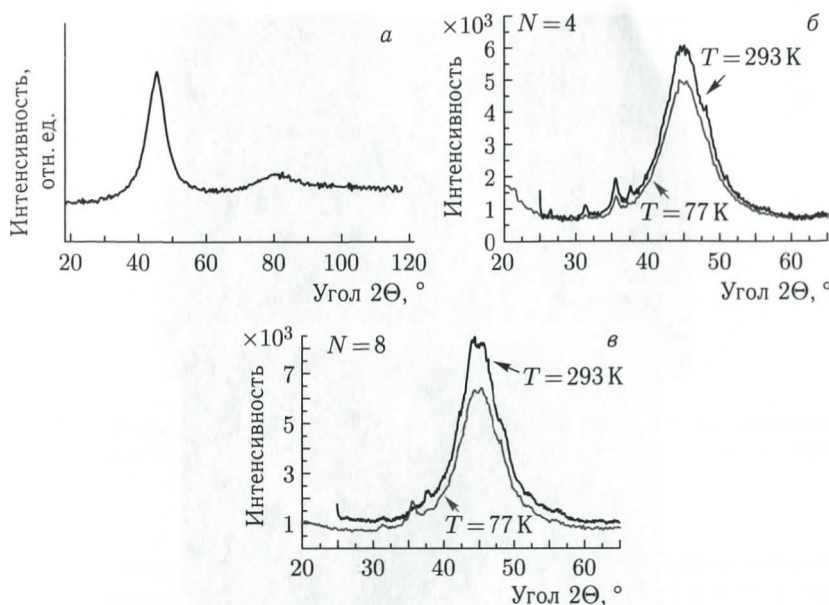 а
Интенсивность,
отн. ед.
20 40 60 80 100 120
Угол 2Θ, °
×10³ N = 4 б
Интенсивность
6
5
4
3
2
1
0
T = 293 K
T = 77 K
20 30 40 50 60
Угол 2Θ, °
×10³ N = 8 в
Интенсивность
7
5
3
1
T = 293 K
T = 77 K
20 30 40 50 60
Угол 2Θ, °